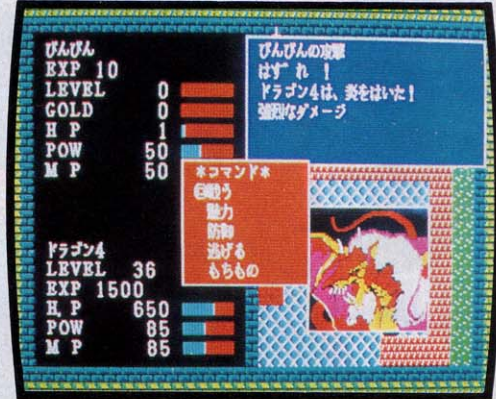 ぴんぴん
EXP 10
LEVEL 0
GOLD 0
H P 1
POW 50
M P 50
ぴんぴんの攻撃
はずれ!
ドラゴン4は、炎をはいた!
強烈なダメージ
*コマンド*
戦う
魅力
防御
逃げる
もちもの
ドラゴン4
LEVEL 36
EXP 1500
H.P 650
POW 85
M P 85